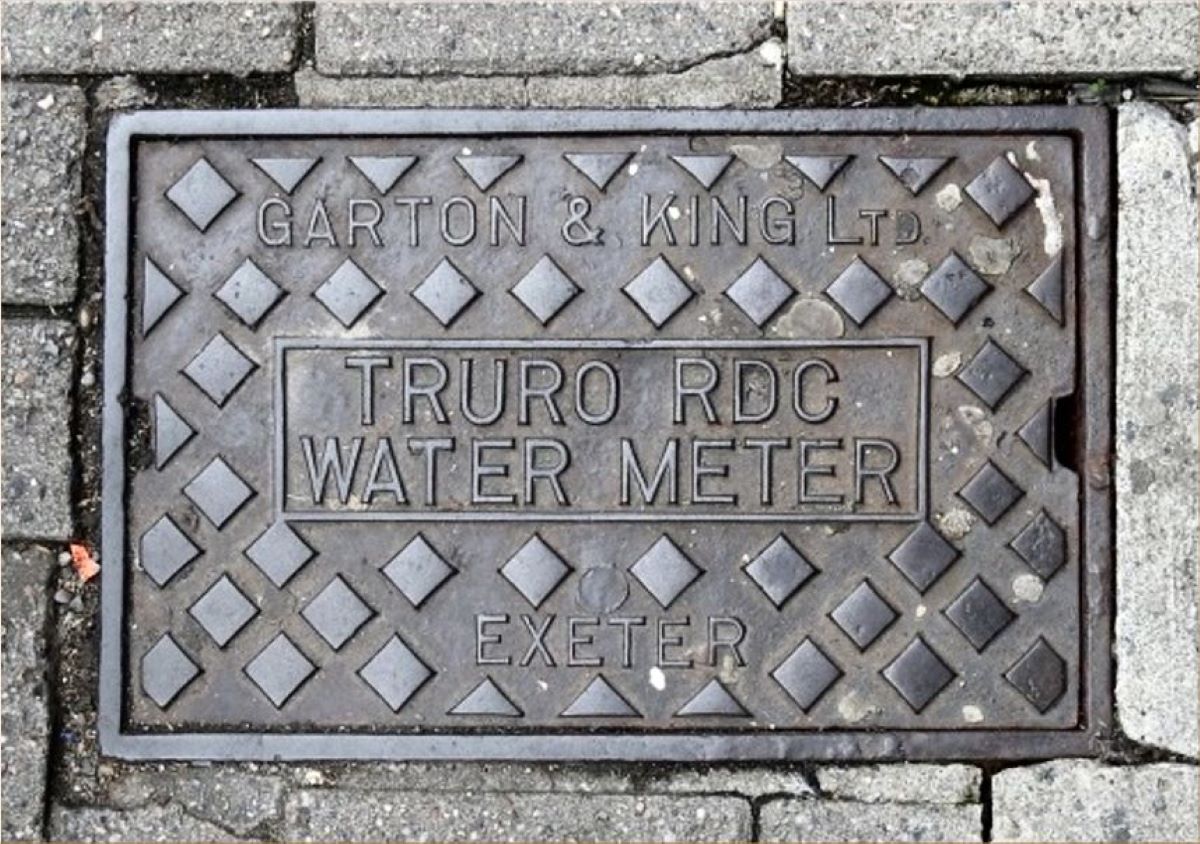 GARTON & KING LTD.
TRURO RDC
WATER METER
EXETER